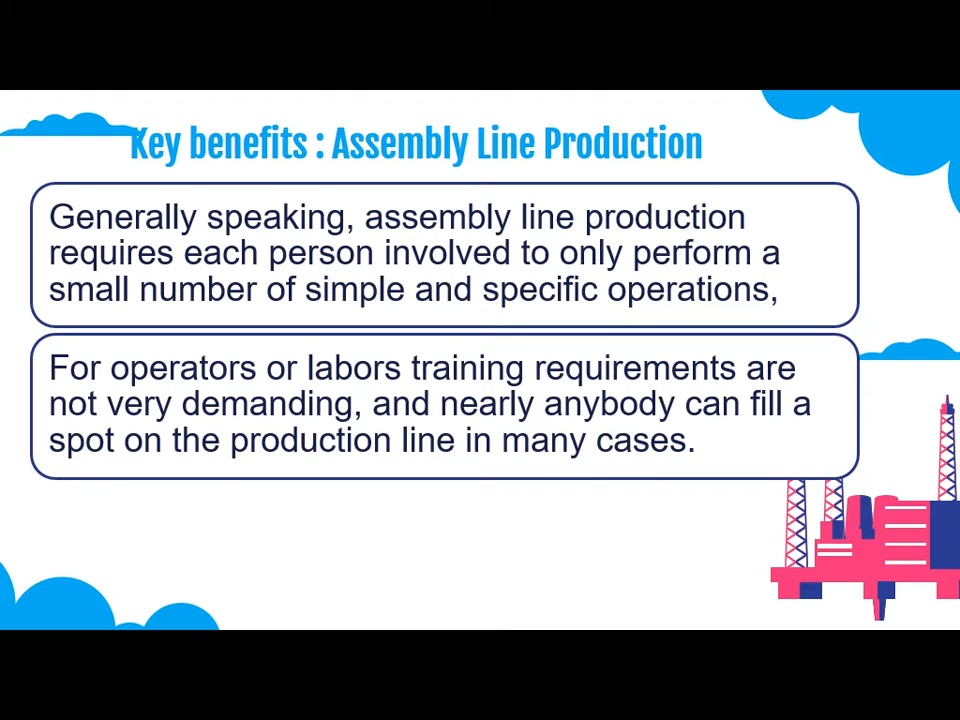 Key benefits : Assembly Line Production
Generally speaking, assembly line production
requires each person involved to only perform a
small number of simple and specific operations,
For operators or labors training requirements are
not very demanding, and nearly anybody can fill a
spot on the production line in many cases.